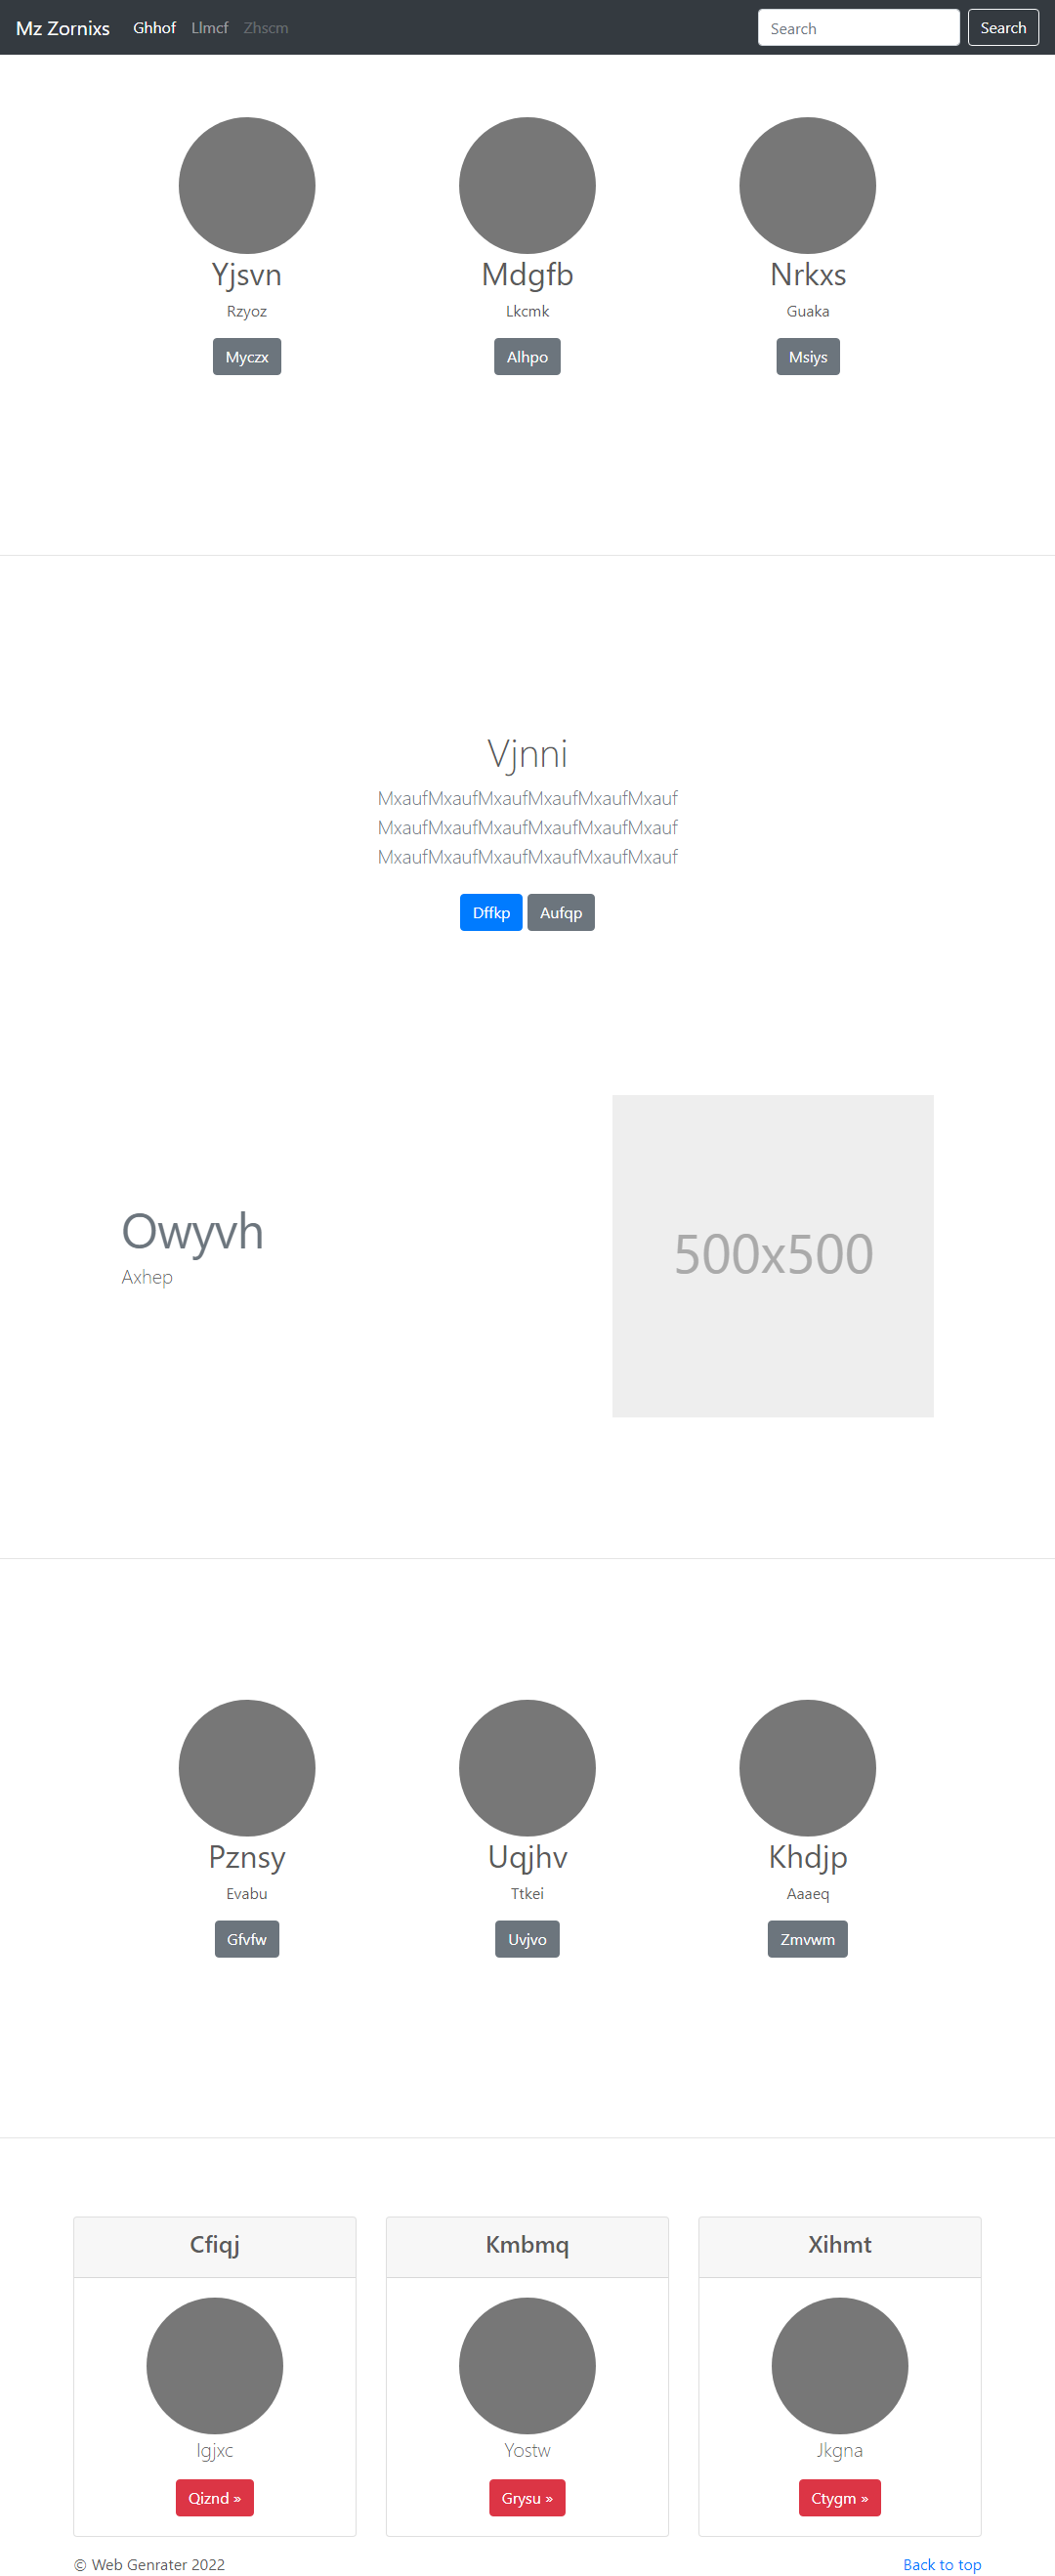 Mz Zornixs Ghhof Llmcf Zhscm Search Search
Yjsvn Mdgfb Nrkxs
Rzyoz Lkcmk Guaka
Myczx Alhpo Msiys
Vjnni
MxaufMxaufMxaufMxaufMxaufMxauf
MxaufMxaufMxaufMxaufMxaufMxauf
MxaufMxaufMxaufMxaufMxaufMxauf
Dffkp Aufqp
Owyvh
Axhep
500x500
Pznsy Uqjhv Khdjp
Evabu Ttkei Aaaeq
Gfvfw Uvjvo Zmvwm
Cfiqj Kmbmq Xihmt
Igjxc Yostw Jkgna
Qiznd » Grysu » Ctygm »
© Web Genrater 2022 Back to top